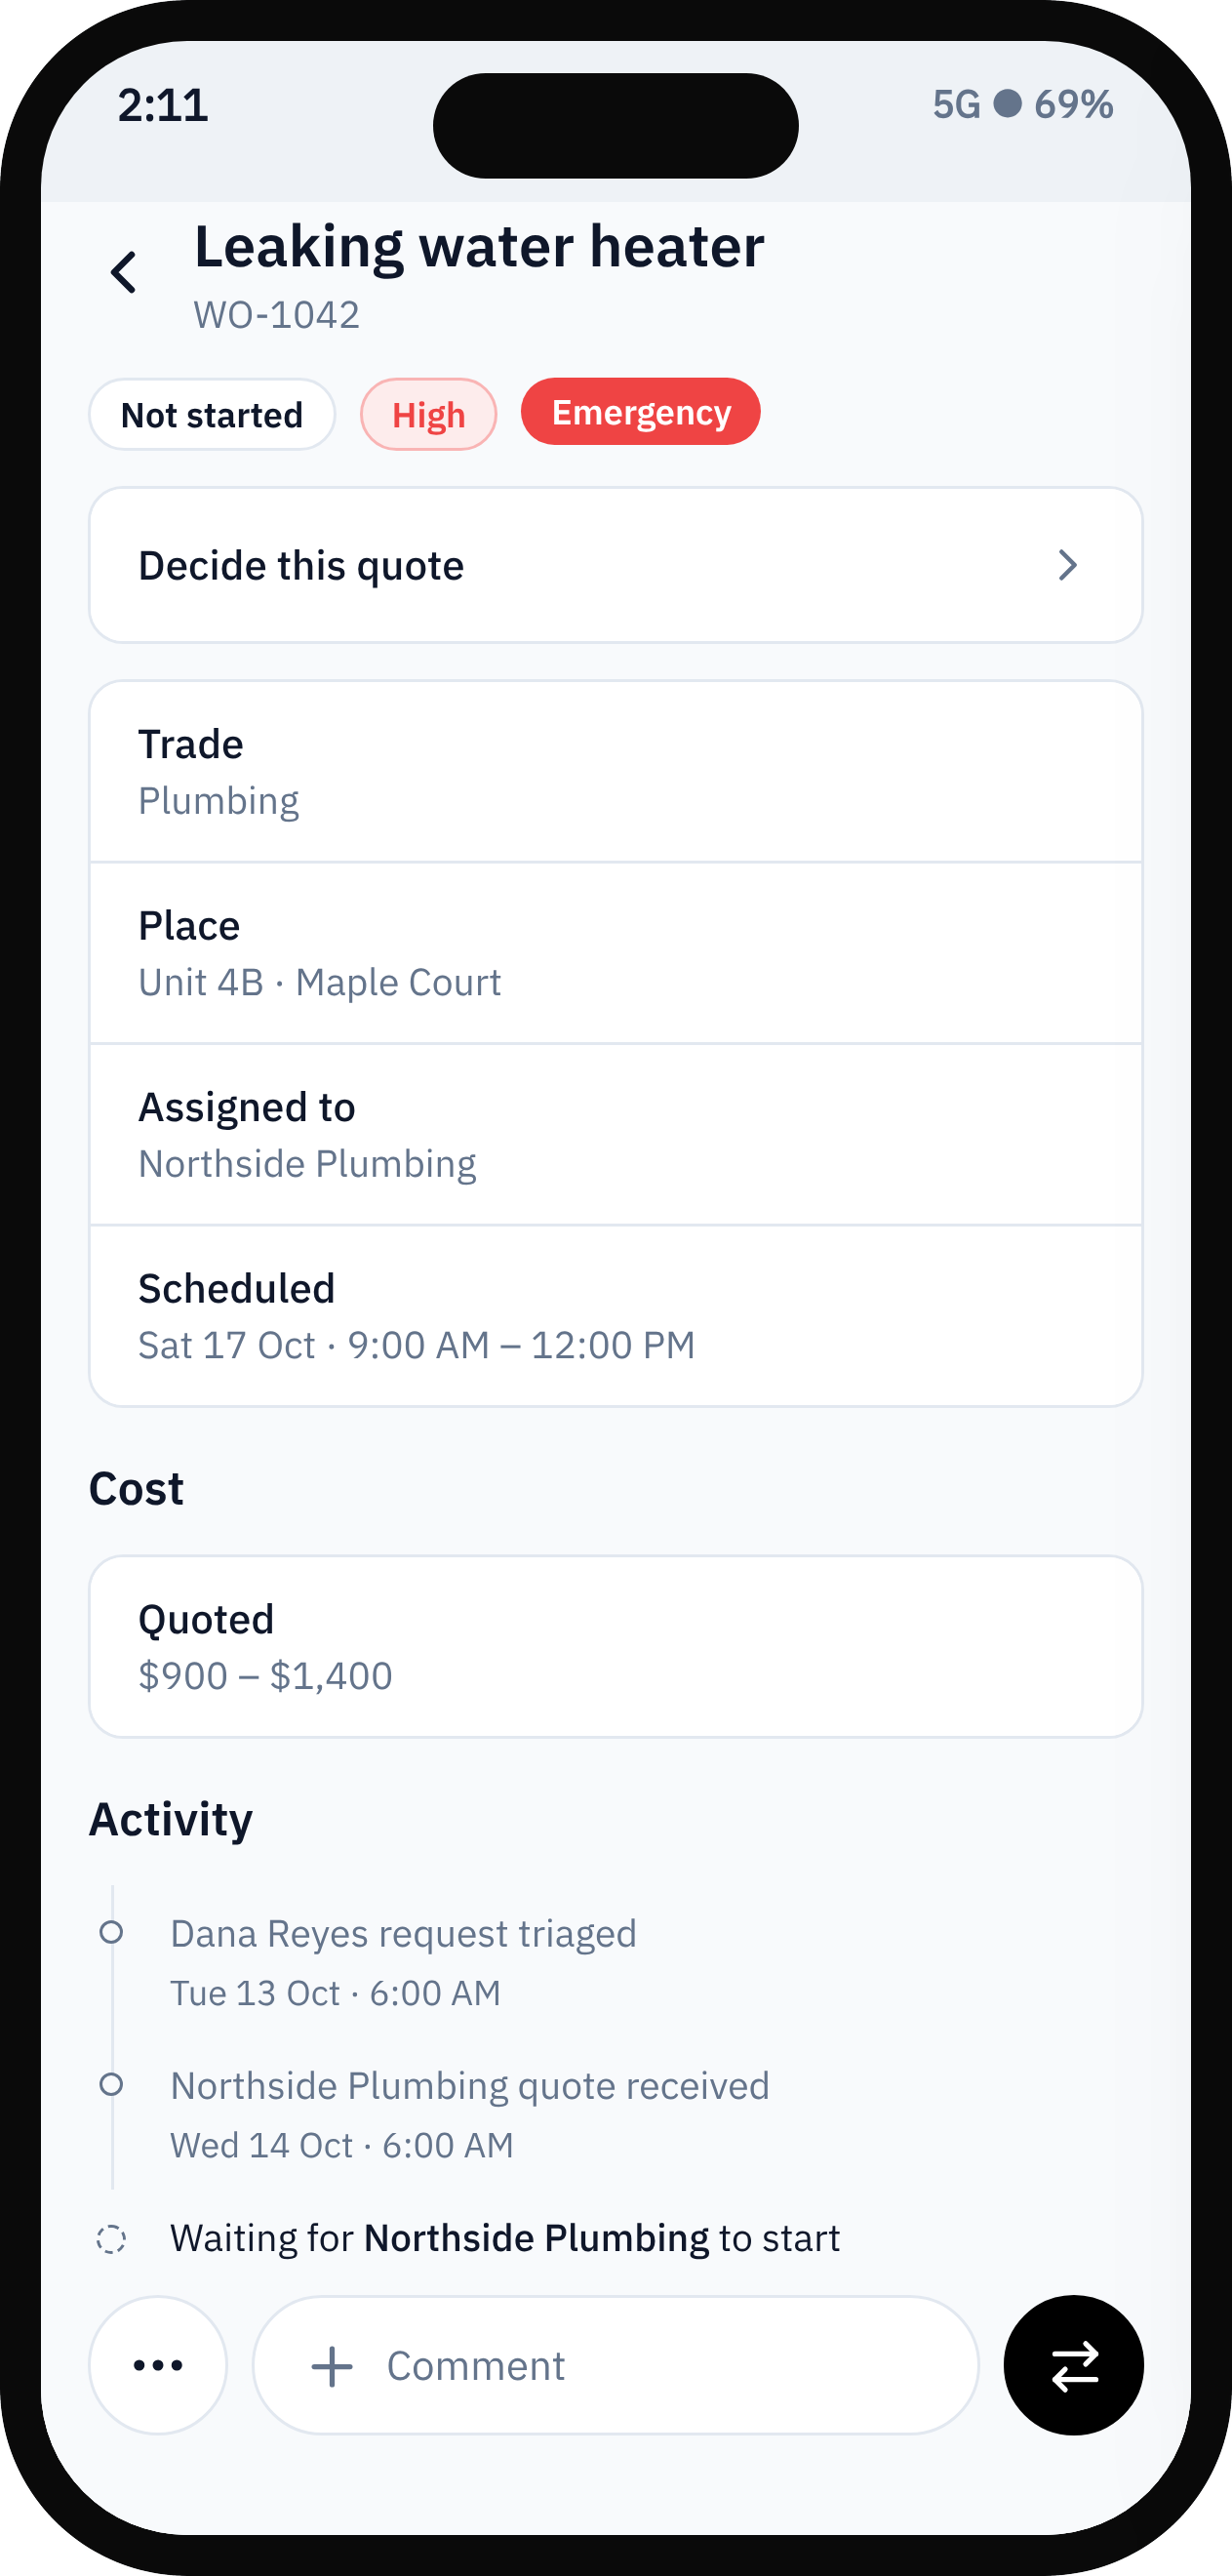 2:11
5G 69%
Leaking water heater
WO-1042
Not started
High
Emergency
Decide this quote
Trade
Plumbing
Place
Unit 4B · Maple Court
Assigned to
Northside Plumbing
Scheduled
Sat 17 Oct · 9:00 AM – 12:00 PM
Cost
Quoted
$900 – $1,400
Activity
Dana Reyes request triaged
Tue 13 Oct · 6:00 AM
Northside Plumbing quote received
Wed 14 Oct · 6:00 AM
Waiting for Northside Plumbing to start
Comment